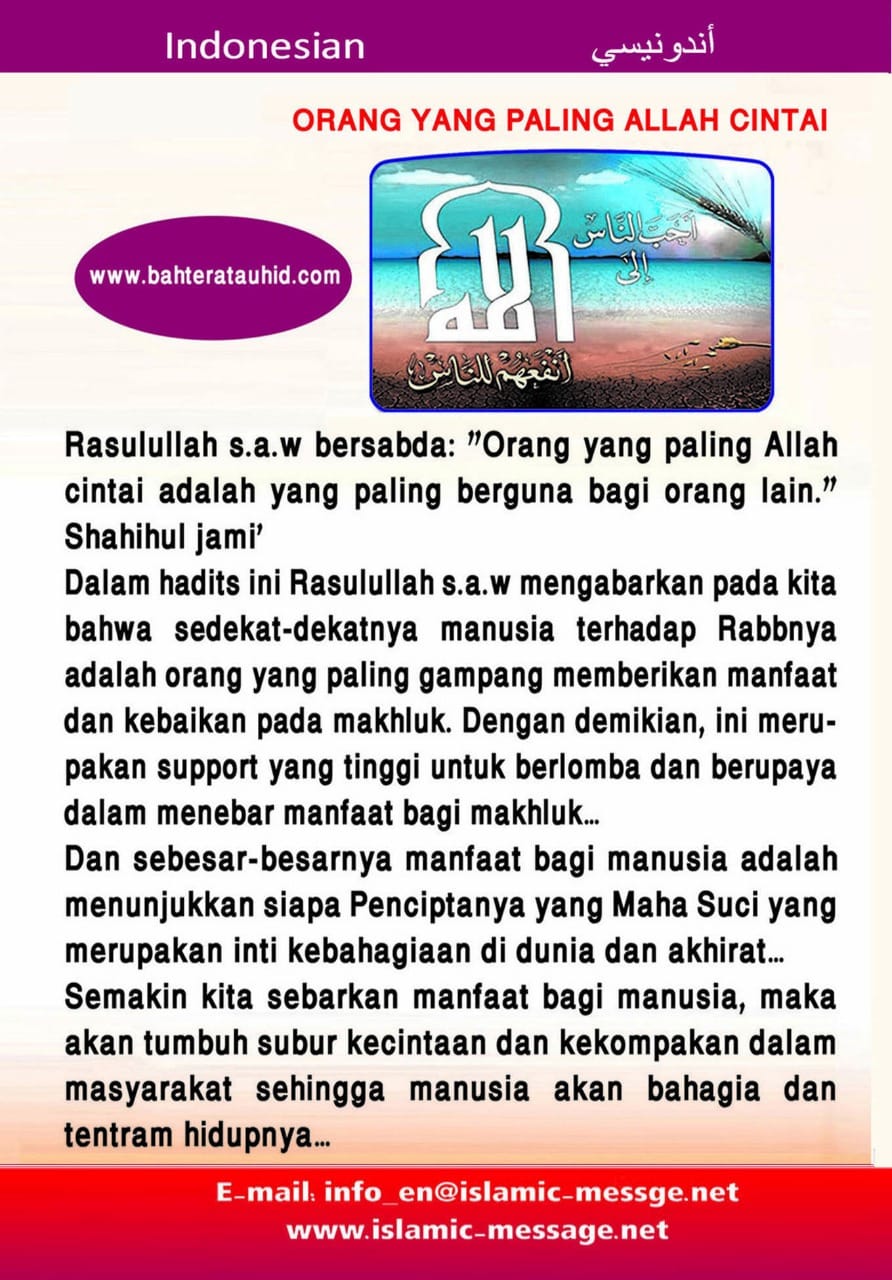 Indonesian أندونيسي
ORANG YANG PALING ALLAH CINTAI
www.bahteratauhid.com
أَحَبُّ النَّاسِ
إِلَى
الله
أَنْفَعُهُمْ لِلنَّاسِ
Rasulullah s.a.w bersabda: ”Orang yang paling Allah
cintai adalah yang paling berguna bagi orang lain.”
Shahihul jami’
Dalam hadits ini Rasulullah s.a.w mengabarkan pada kita
bahwa sedekat-dekatnya manusia terhadap Rabbnya
adalah orang yang paling gampang memberikan manfaat
dan kebaikan pada makhluk. Dengan demikian, ini meru-
pakan support yang tinggi untuk berlomba dan berupaya
dalam menebar manfaat bagi makhluk...
Dan sebesar-besarnya manfaat bagi manusia adalah
menunjukkan siapa Penciptanya yang Maha Suci yang
merupakan inti kebahagiaan di dunia dan akhirat...
Semakin kita sebarkan manfaat bagi manusia, maka
akan tumbuh subur kecintaan dan kekompakan dalam
masyarakat sehingga manusia akan bahagia dan
tentram hidupnya...
E-mail: info_en@islamic-messge.net
www.islamic-message.net